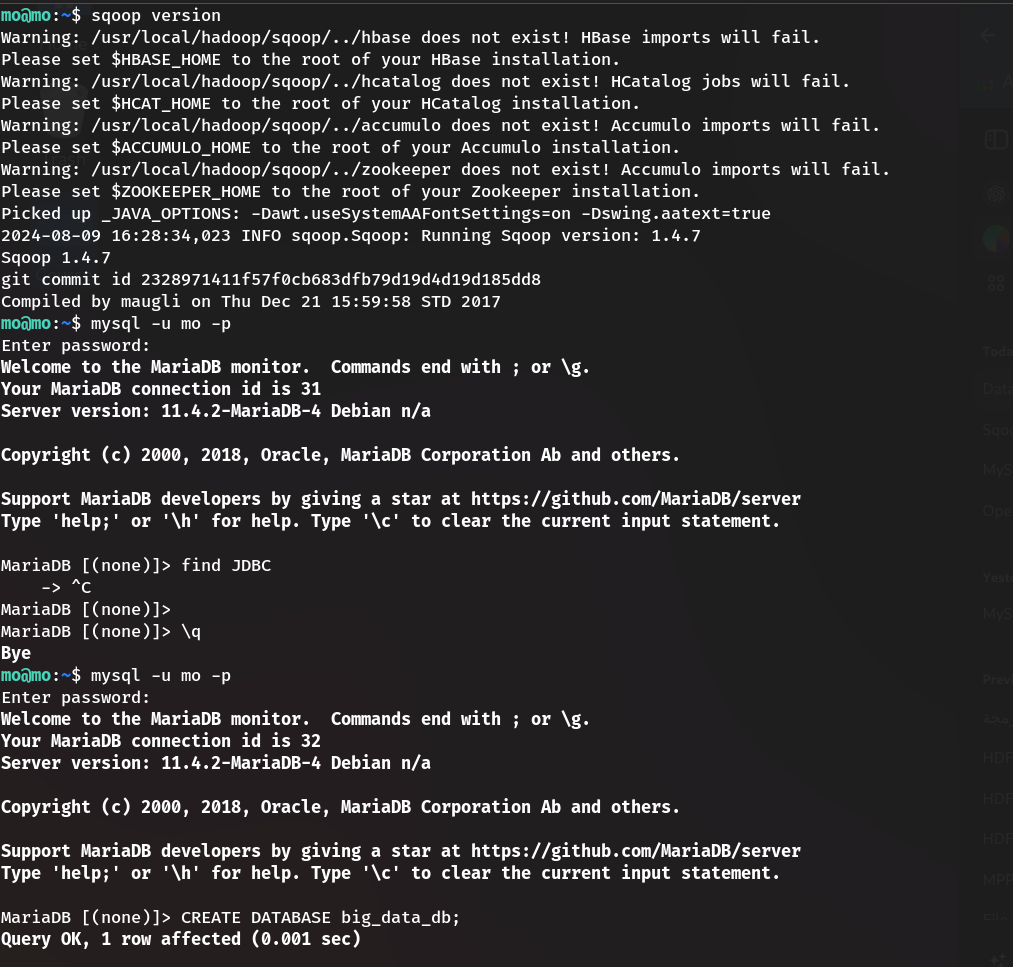 mo@mo:~$ sqoop version
Warning: /usr/local/hadoop/sqoop/../hbase does not exist! HBase imports will fail.
Please set $HBASE_HOME to the root of your HBase installation.
Warning: /usr/local/hadoop/sqoop/../hcatalog does not exist! HCatalog jobs will fail.
Please set $HCAT_HOME to the root of your HCatalog installation.
Warning: /usr/local/hadoop/sqoop/../accumulo does not exist! Accumulo imports will fail.
Please set $ACCUMULO_HOME to the root of your Accumulo installation.
Warning: /usr/local/hadoop/sqoop/../zookeeper does not exist! Accumulo imports will fail.
Please set $ZOOKEEPER_HOME to the root of your Zookeeper installation.
Picked up _JAVA_OPTIONS: -Dawt.useSystemAAFontSettings=on -Dswing.aatext=true
2024-08-09 16:28:34,023 INFO sqoop.Sqoop: Running Sqoop version: 1.4.7
Sqoop 1.4.7
git commit id 2328971411f57f0cb683dfb79d19d4d19d185dd8
Compiled by maugli on Thu Dec 21 15:59:58 STD 2017
mo@mo:~$ mysql -u mo -p
Enter password:
Welcome to the MariaDB monitor.  Commands end with ; or \g.
Your MariaDB connection id is 31
Server version: 11.4.2-MariaDB-4 Debian n/a
Copyright (c) 2000, 2018, Oracle, MariaDB Corporation Ab and others.
Support MariaDB developers by giving a star at https://github.com/MariaDB/server
Type 'help;' or '\h' for help. Type '\c' to clear the current input statement.
MariaDB [(none)]> find JDBC
    -> ^C
MariaDB [(none)]>
MariaDB [(none)]> \q
Bye
mo@mo:~$ mysql -u mo -p
Enter password:
Welcome to the MariaDB monitor.  Commands end with ; or \g.
Your MariaDB connection id is 32
Server version: 11.4.2-MariaDB-4 Debian n/a
Copyright (c) 2000, 2018, Oracle, MariaDB Corporation Ab and others.
Support MariaDB developers by giving a star at https://github.com/MariaDB/server
Type 'help;' or '\h' for help. Type '\c' to clear the current input statement.
MariaDB [(none)]> CREATE DATABASE big_data_db;
Query OK, 1 row affected (0.001 sec)